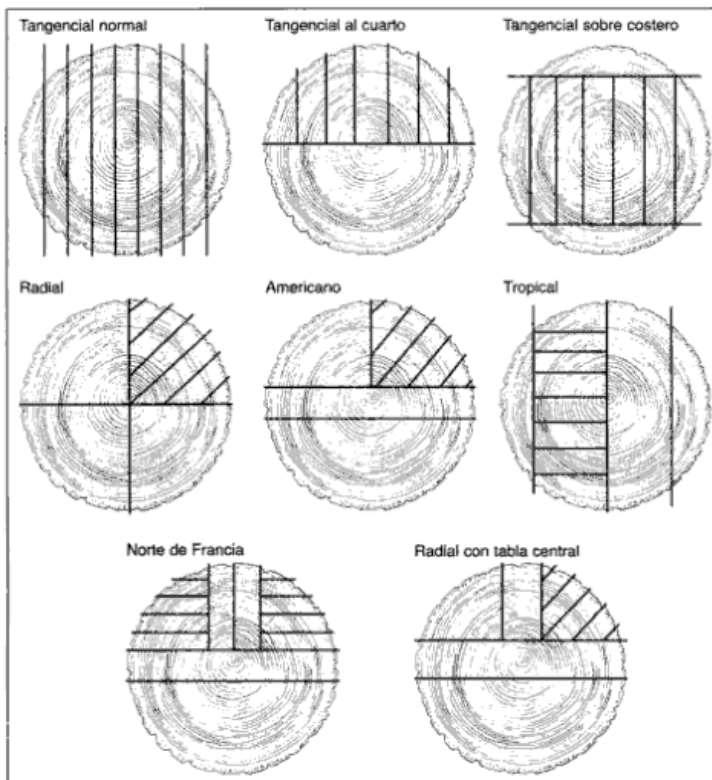 Tangencial normal
Tangencial al cuarto
Tangencial sobre costero
Radial
Americano
Tropical
Norte de Francia
Radial con tabla central